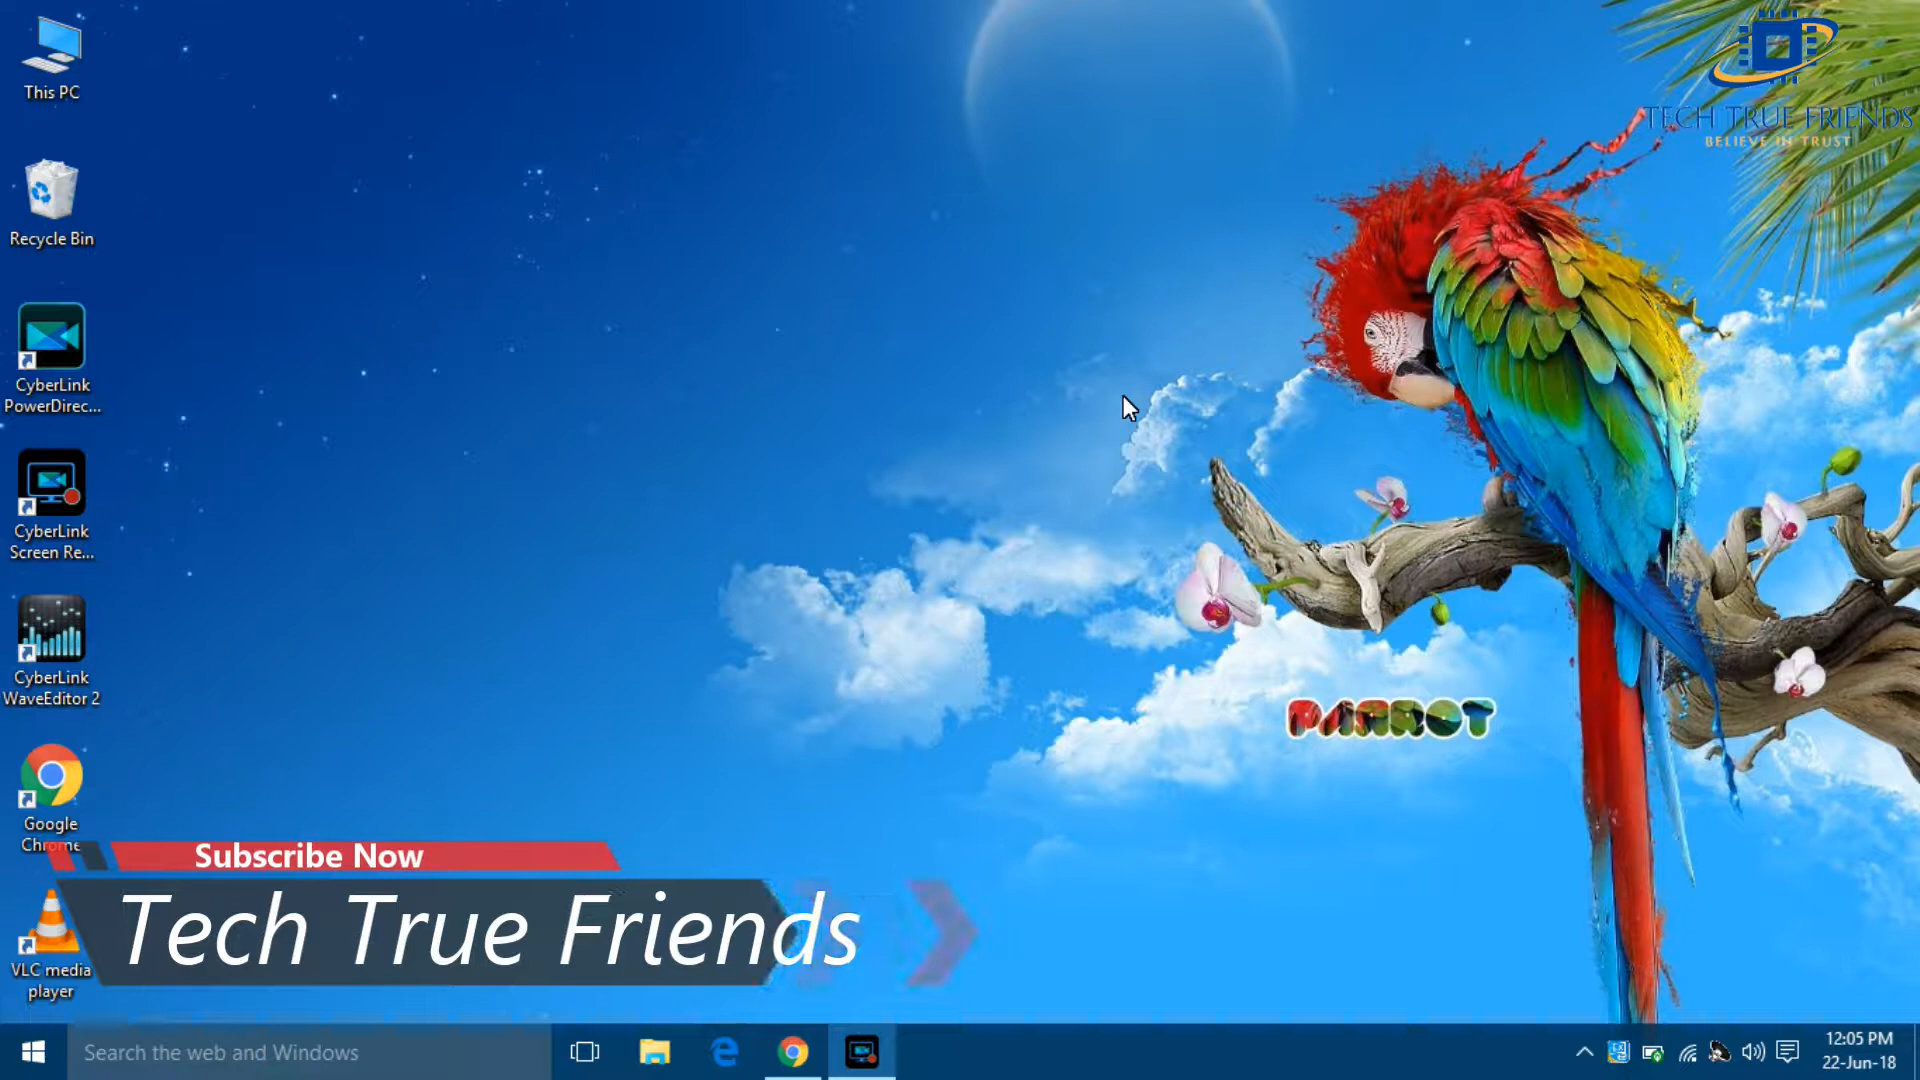 This PC
Recycle Bin
CyberLink
PowerDirec...
CyberLink
Screen Re...
CyberLink
WaveEditor 2
Google
Chrome
VLC media
player
TECH TRUE FRIENDS
BELIEVE IN TRUST
PARROT
Subscribe Now
Tech True Friends
Search the web and Windows
12:05 PM
22-Jun-18